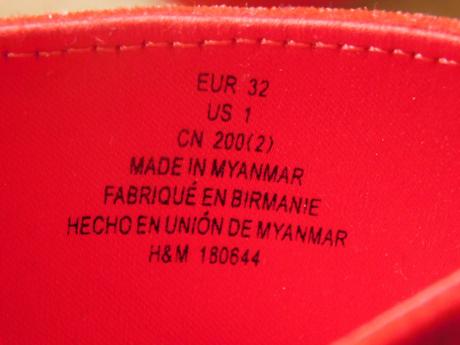 EUR 32
US 1
CN 200(2)
MADE IN MYANMAR
FABRIQUÉ EN BIRMANIE
HECHO EN UNIÓN DE MYANMAR
H&M 180644